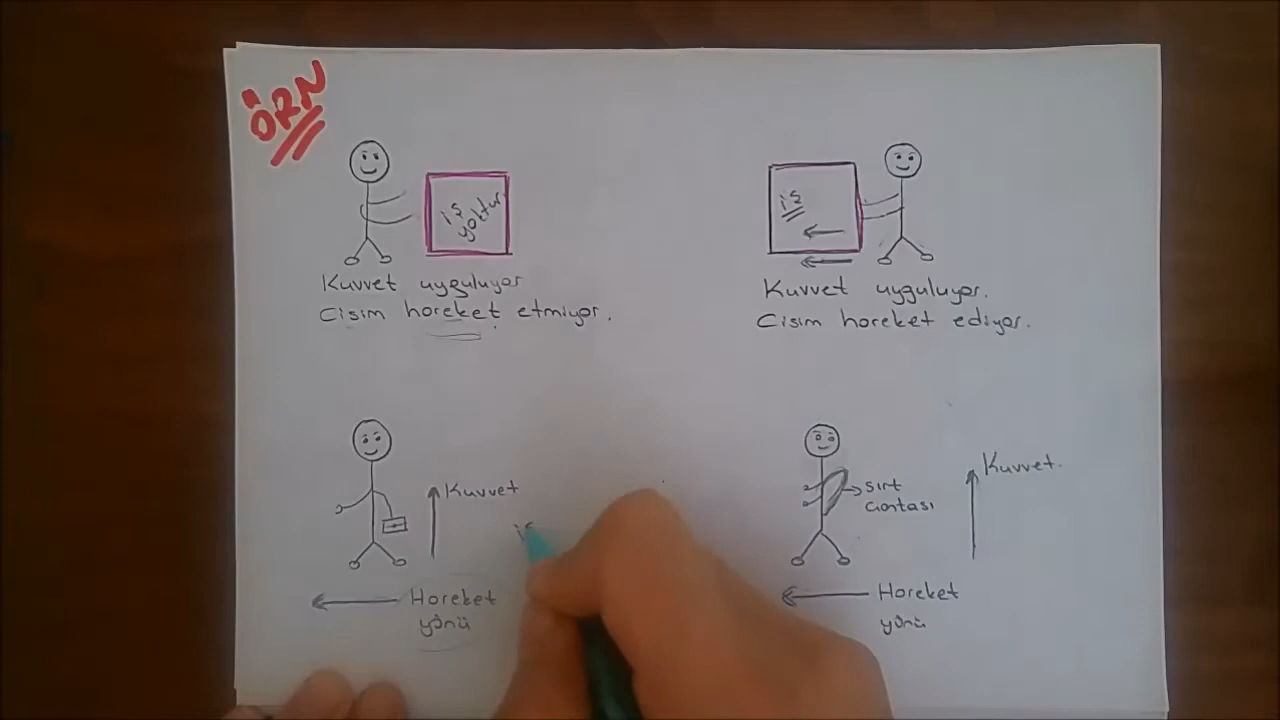 ÖRN
iş
yoktur
Kuvvet uyguluyor
Cisim hareket etmiyor.
iş
Kuvvet uyguluyor.
Cisim hareket ediyor.
Kuvvet
iş
Hareket
yönü
Kuvvet.
sırt
çantası
Hareket
yönü